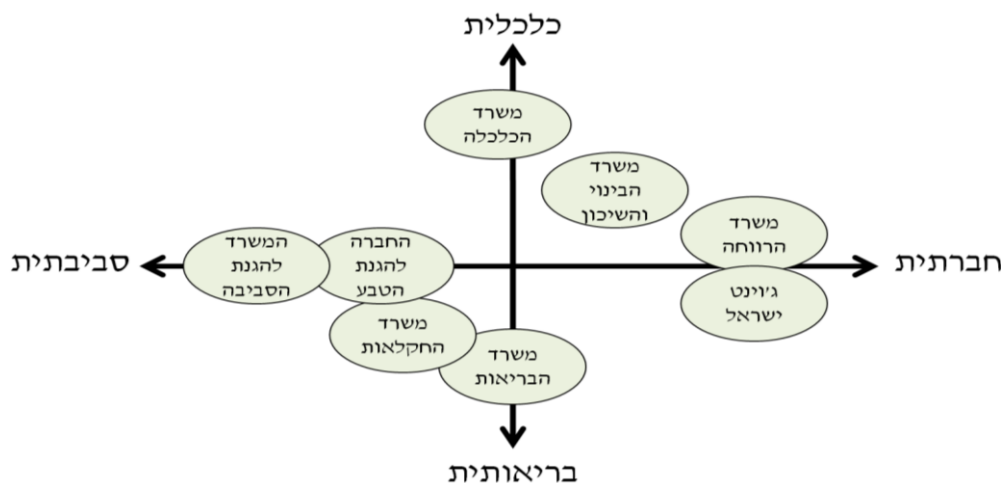 כלכלית
משרד
הכלכלה
משרד
הבינוי
והשיכון
משרד
הרווחה
חברתית
ג'וינט
ישראל
החברה
להגנת
הטבע
המשרד
להגנת
הסביבה
סביבתית
משרד
החקלאות
משרד
הבריאות
בריאותית